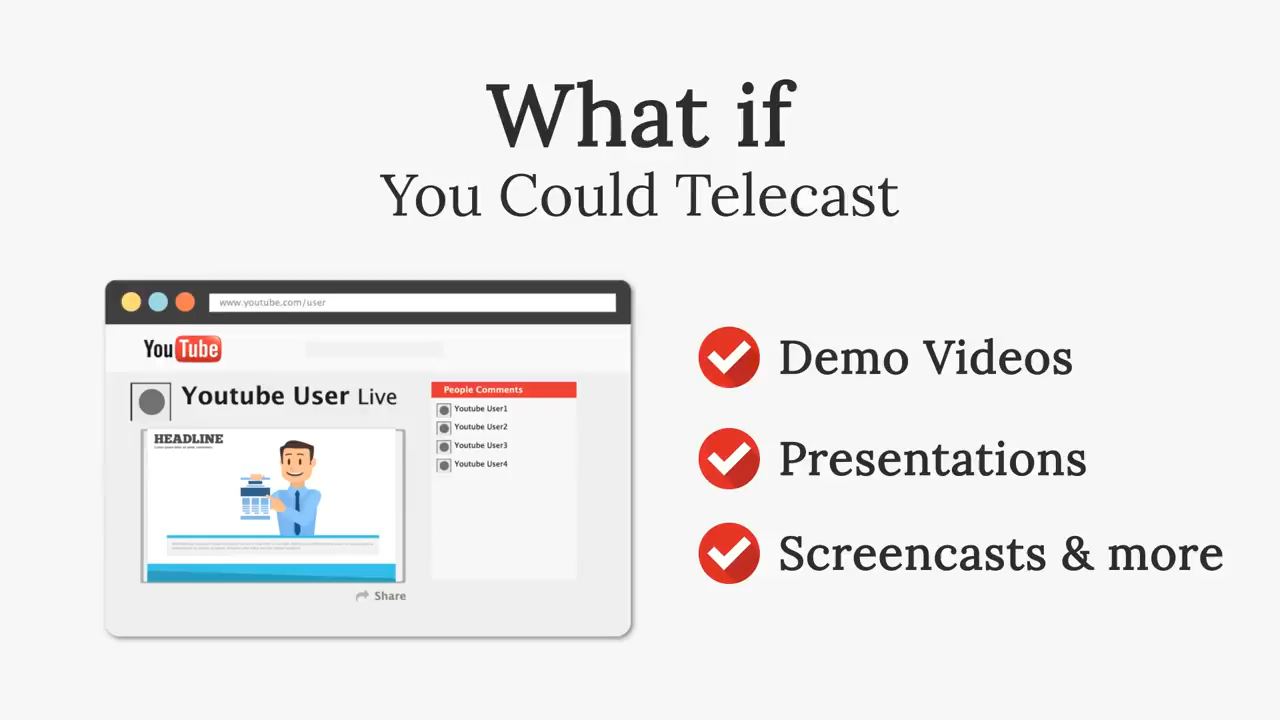 What if
You Could Telecast
www.youtube.com/user
YouTube
Youtube User Live
HEADLINE
People Comments
Youtube User1
Youtube User2
Youtube User3
Youtube User4
Share
Demo Videos
Presentations
Screencasts & more